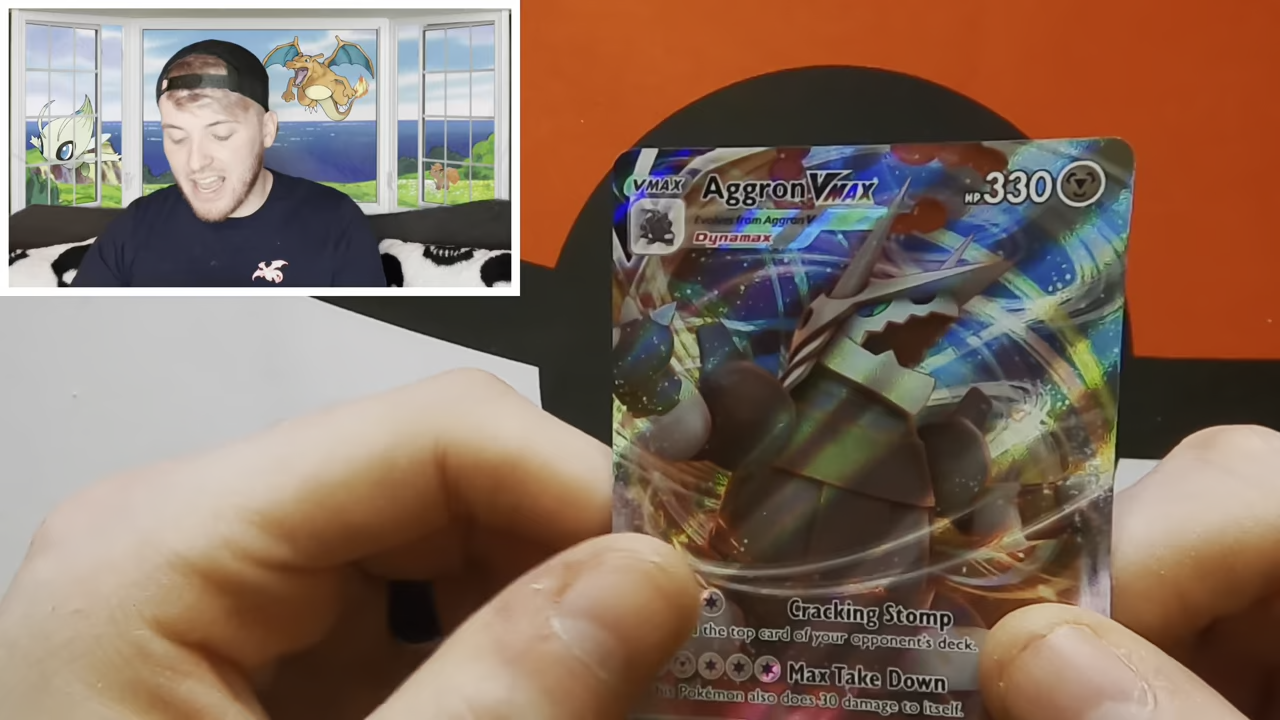 VMAX Aggron VMAX HP 330
Evolves from Aggron V
Dynamax
Cracking Stomp
the top card of your opponent's deck.
Max Take Down
Pokémon also does 30 damage to itself.